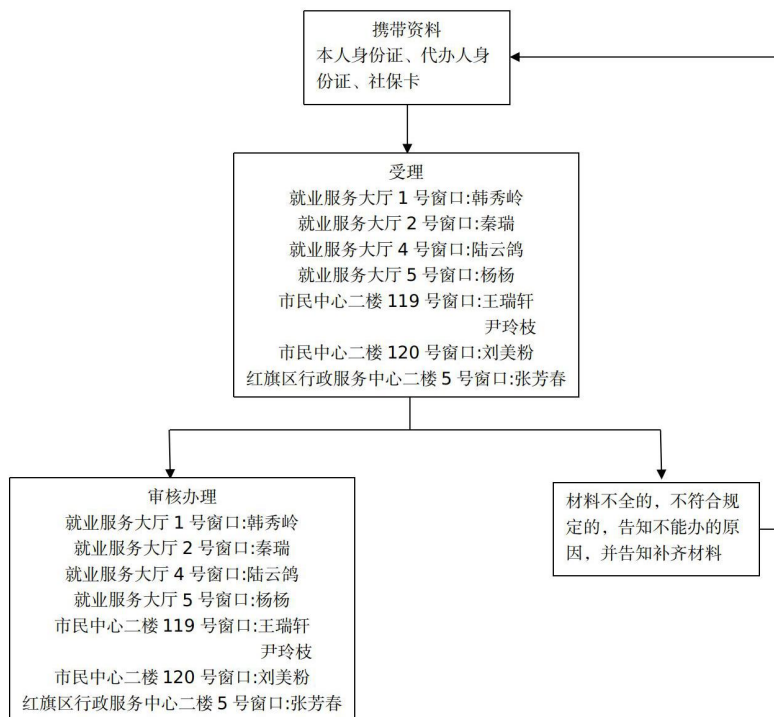 携带资料
本人身份证、代办人身
份证、社保卡
受理
就业服务大厅 1 号窗口:韩秀岭
就业服务大厅 2 号窗口:秦瑞
就业服务大厅 4 号窗口:陆云鸽
就业服务大厅 5 号窗口:杨杨
市民中心二楼 119 号窗口:王瑞轩
尹玲枝
市民中心二楼 120 号窗口:刘美粉
红旗区行政服务中心二楼 5 号窗口:张芳春
审核办理
就业服务大厅 1 号窗口:韩秀岭
就业服务大厅 2 号窗口:秦瑞
就业服务大厅 4 号窗口:陆云鸽
就业服务大厅 5 号窗口:杨杨
市民中心二楼 119 号窗口:王瑞轩
尹玲枝
市民中心二楼 120 号窗口:刘美粉
红旗区行政服务中心二楼 5 号窗口:张芳春
材料不全的，不符合规
定的，告知不能办的原
因，并告知补齐材料